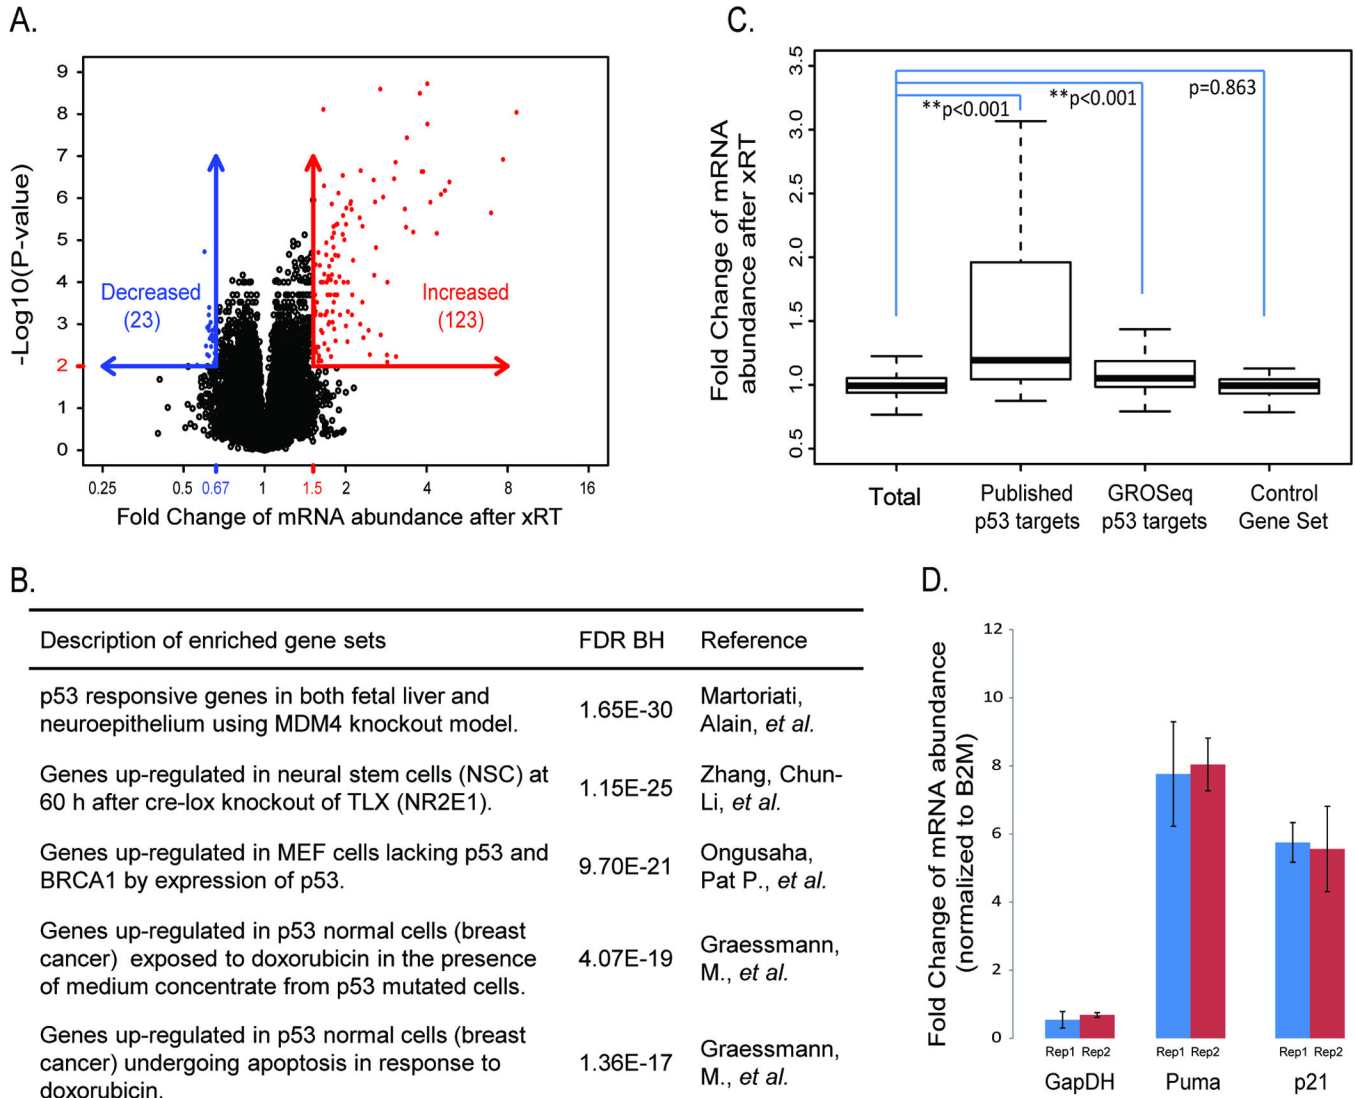 A.
9
8
7
6
5
4
3
2
1
0
-Log10(P-value)
Decreased
(23)
Increased
(123)
0.25
0.5
0.67
1
1.5
2
4
8
16
Fold Change of mRNA abundance after xRT
C.
3.5
3.0
2.5
2.0
1.5
1.0
0.5
Fold Change of mRNA
abundance after xRT
**p<0.001
**p<0.001
p=0.863
Total
Published
p53 targets
GROSeq
p53 targets
Control
Gene Set
B.
Description of enriched gene sets FDR BH Reference
p53 responsive genes in both fetal liver and
neuroepithelium using MDM4 knockout model.
1.65E-30
Martoriati,
Alain, et al.
Genes up-regulated in neural stem cells (NSC) at
60 h after cre-lox knockout of TLX (NR2E1).
1.15E-25
Zhang, Chun-
Li, et al.
Genes up-regulated in MEF cells lacking p53 and
BRCA1 by expression of p53.
9.70E-21
Ongusaha,
Pat P., et al.
Genes up-regulated in p53 normal cells (breast
cancer) exposed to doxorubicin in the presence
of medium concentrate from p53 mutated cells.
4.07E-19
Graessmann,
M., et al.
Genes up-regulated in p53 normal cells (breast
cancer) undergoing apoptosis in response to
doxorubicin.
1.36E-17
Graessmann,
M., et al.
D.
12
10
8
6
4
2
0
Fold Change of mRNA abundance
(normalized to B2M)
Rep1 Rep2
GapDH
Rep1 Rep2
Puma
Rep1 Rep2
p21